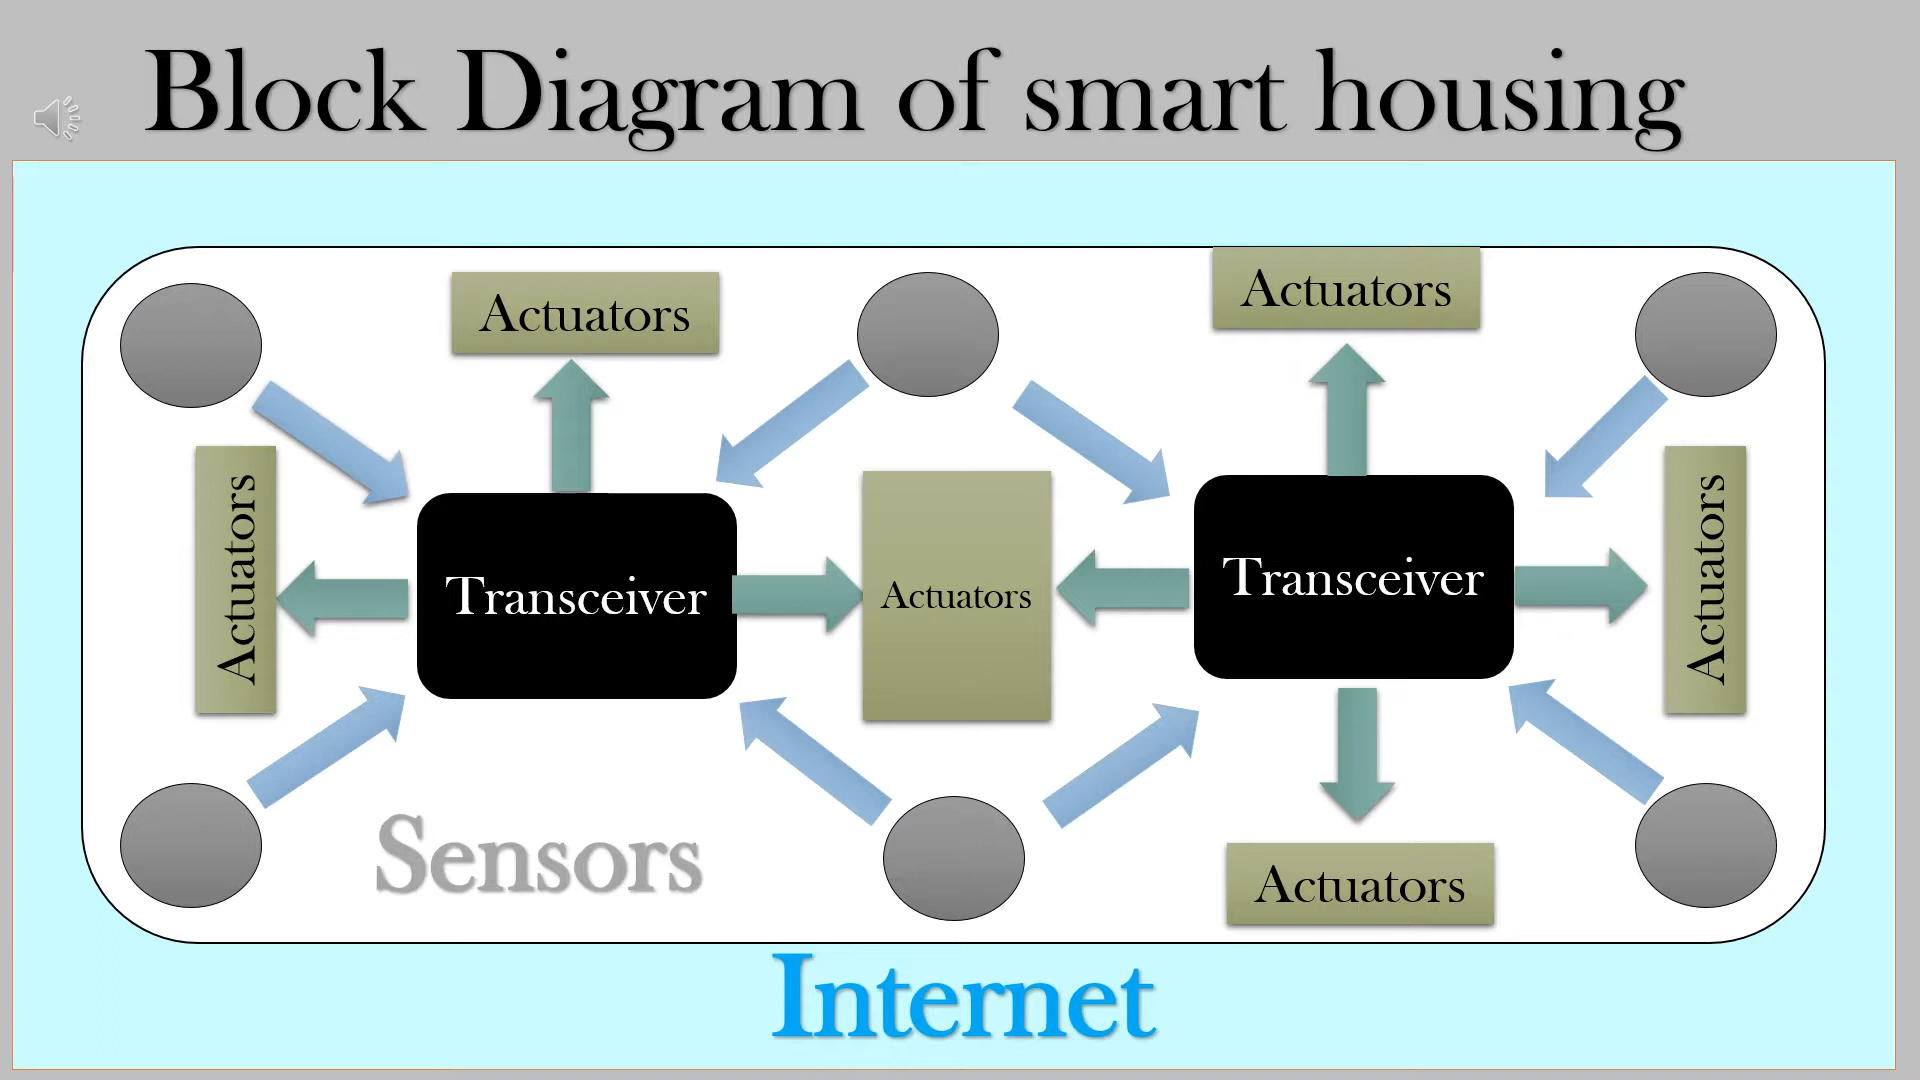 Block Diagram of smart housing
Actuators
Actuators
Actuators
Transceiver
Actuators
Transceiver
Actuators
Sensors
Actuators
Internet